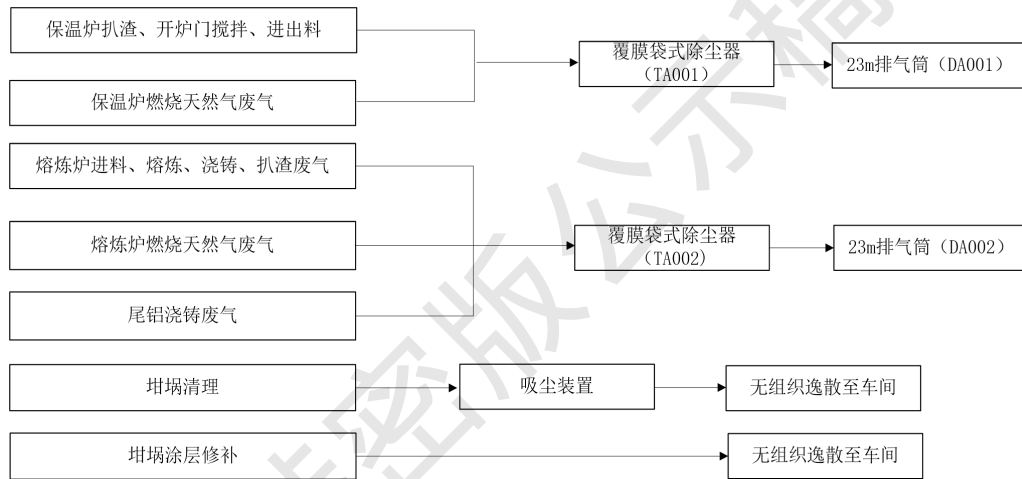 保温炉扒渣、开炉门搅拌、进出料
覆膜袋式除尘器
（TA001）
23m排气筒（DA001）
保温炉燃烧天然气废气
熔炼炉进料、熔炼、浇铸、扒渣废气
熔炼炉燃烧天然气废气
覆膜袋式除尘器
（TA002）
23m排气筒（DA002）
尾铝浇铸废气
坩埚清理
吸尘装置
无组织逸散至车间
坩埚涂层修补
无组织逸散至车间
密版公示稿